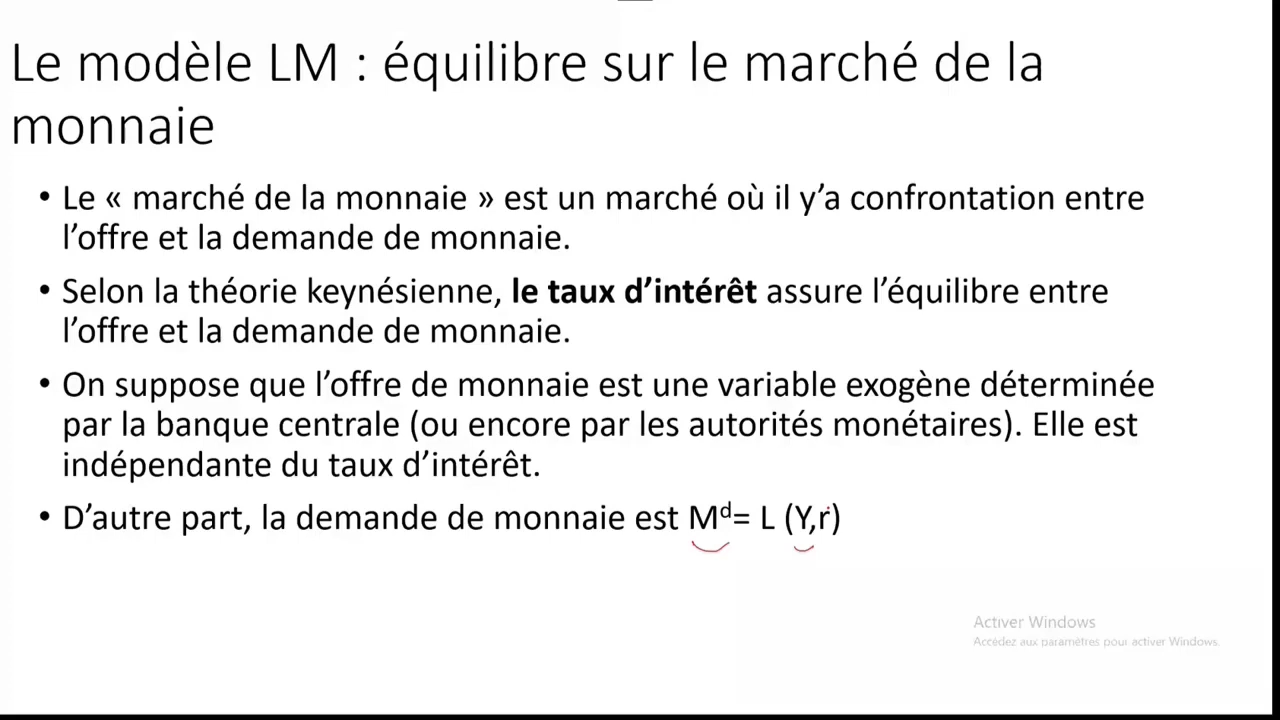 Le modèle LM : équilibre sur le marché de la
monnaie
• Le « marché de la monnaie » est un marché où il y’a confrontation entre
l’offre et la demande de monnaie.
• Selon la théorie keynésienne, le taux d’intérêt assure l’équilibre entre
l’offre et la demande de monnaie.
• On suppose que l’offre de monnaie est une variable exogène déterminée
par la banque centrale (ou encore par les autorités monétaires). Elle est
indépendante du taux d’intérêt.
• D’autre part, la demande de monnaie est Mᵈ= L (Y,r)
Activer Windows
Accédez aux paramètres pour activer Windows.